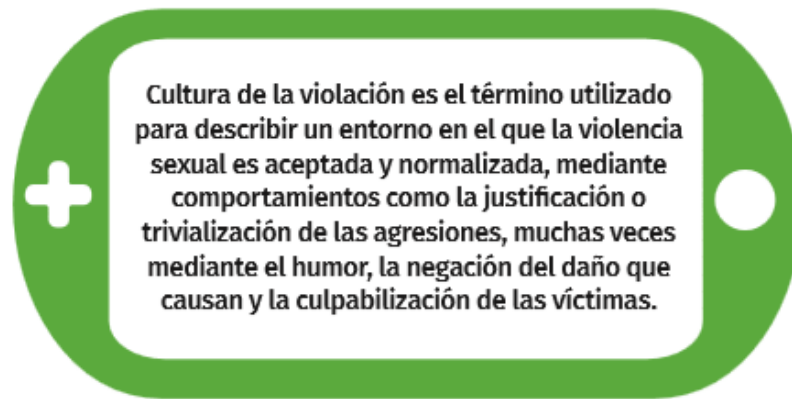 Cultura de la violación es el término utilizado
para describir un entorno en el que la violencia
sexual es aceptada y normalizada, mediante
comportamientos como la justificación o
trivialización de las agresiones, muchas veces
mediante el humor, la negación del daño que
causan y la culpabilización de las víctimas.